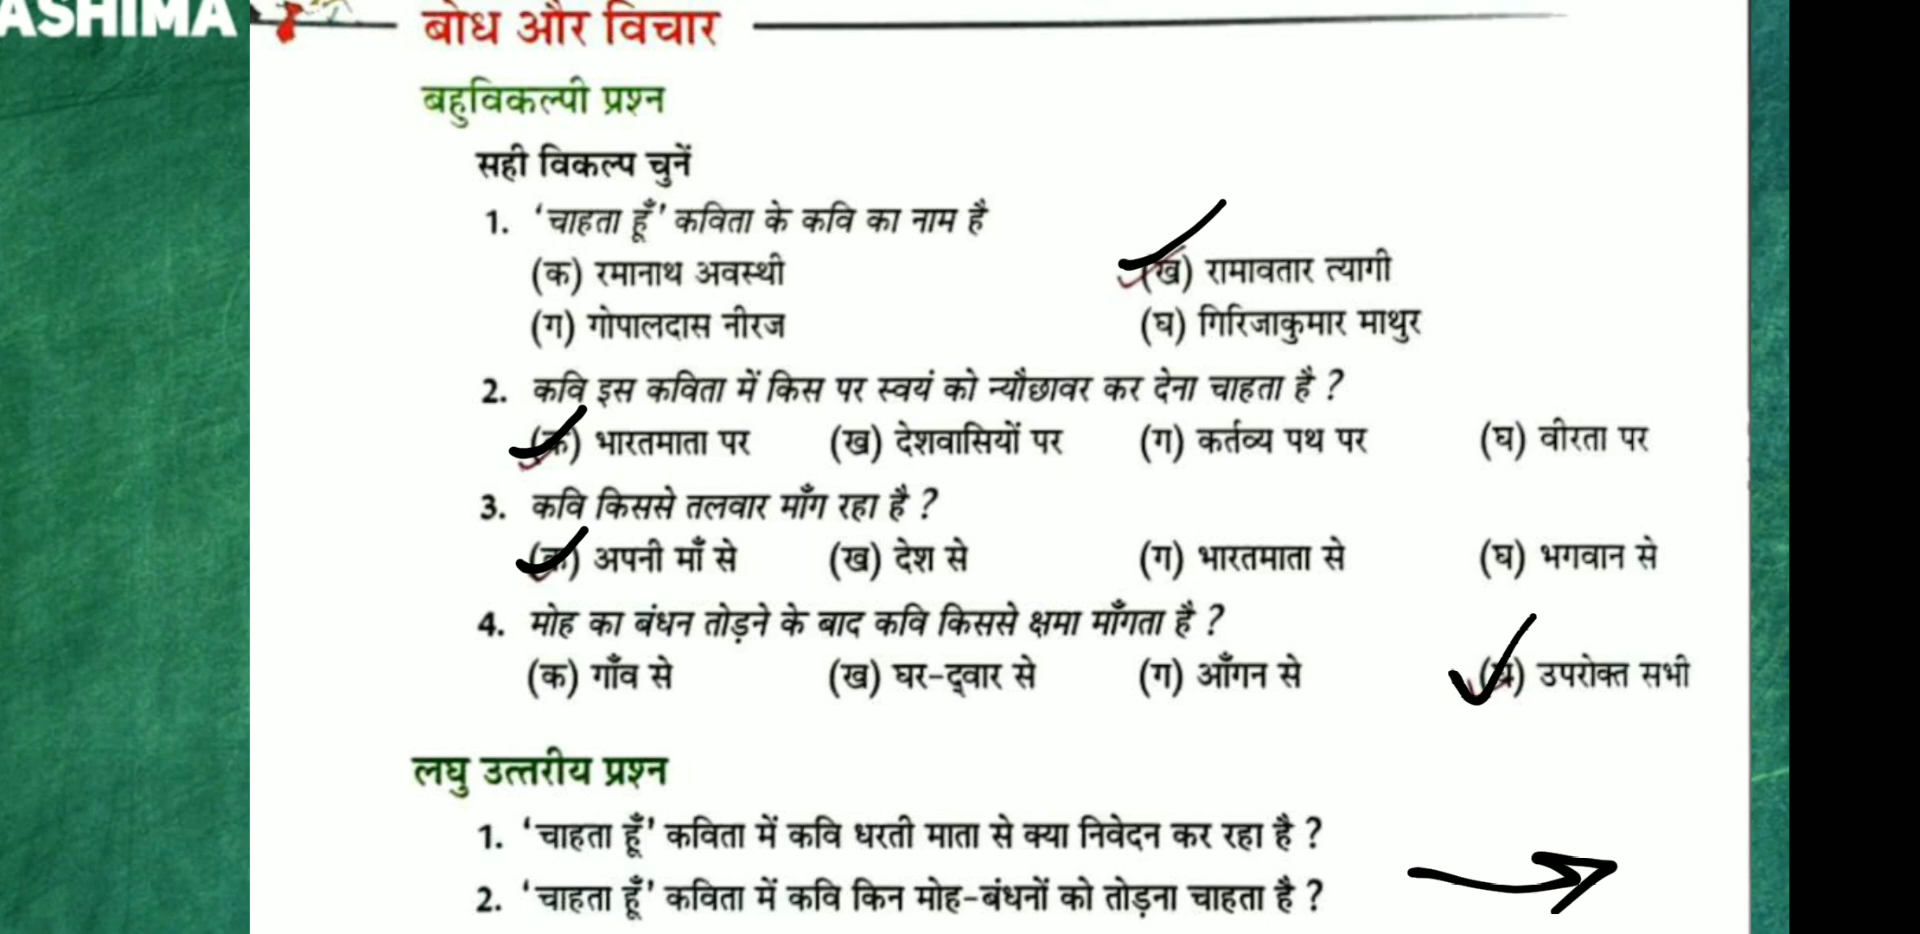 ASHIMA
बोध और विचार
बहुविकल्पी प्रश्न
सही विकल्प चुनें
1. 'चाहता हूँ' कविता के कवि का नाम है
(क) रमानाथ अवस्थी (ख) रामावतार त्यागी
(ग) गोपालदास नीरज (घ) गिरिजाकुमार माथुर
2. कवि इस कविता में किस पर स्वयं को न्यौछावर कर देना चाहता है ?
(क) भारतमाता पर (ख) देशवासियों पर (ग) कर्तव्य पथ पर (घ) वीरता पर
3. कवि किससे तलवार माँग रहा है ?
(क) अपनी माँ से (ख) देश से (ग) भारतमाता से (घ) भगवान से
4. मोह का बंधन तोड़ने के बाद कवि किससे क्षमा माँगता है ?
(क) गाँव से (ख) घर-द्वार से (ग) आँगन से (घ) उपरोक्त सभी
लघु उत्तरीय प्रश्न
1. 'चाहता हूँ' कविता में कवि धरती माता से क्या निवेदन कर रहा है ?
2. 'चाहता हूँ' कविता में कवि किन मोह-बंधनों को तोड़ना चाहता है ?